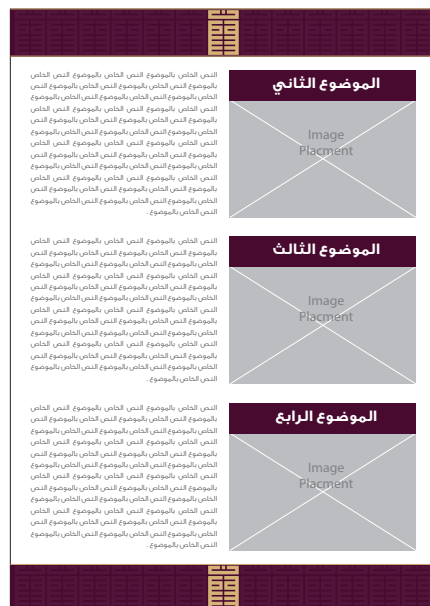 الموضوع الثاني
Image
Placment
النص الخاص بالموضوع النص الخاص بالموضوع النص الخاص
بالموضوع النص الخاص بالموضوع النص الخاص بالموضوع النص
الخاص بالموضوع النص الخاص بالموضوع النص الخاص بالموضوع
النص الخاص بالموضوع النص الخاص بالموضوع النص الخاص
بالموضوع النص الخاص بالموضوع النص الخاص بالموضوع النص
الخاص بالموضوع النص الخاص بالموضوع النص الخاص بالموضوع
النص الخاص بالموضوع النص الخاص بالموضوع النص الخاص
بالموضوع النص الخاص بالموضوع النص الخاص بالموضوع النص
الخاص بالموضوع النص الخاص بالموضوع النص الخاص بالموضوع
النص الخاص بالموضوع النص الخاص بالموضوع النص الخاص
بالموضوع النص الخاص بالموضوع النص الخاص بالموضوع النص
الخاص بالموضوع النص الخاص بالموضوع النص الخاص بالموضوع
النص الخاص بالموضوع .
الموضوع الثالث
Image
Placment
النص الخاص بالموضوع النص الخاص بالموضوع النص الخاص
بالموضوع النص الخاص بالموضوع النص الخاص بالموضوع النص
الخاص بالموضوع النص الخاص بالموضوع النص الخاص بالموضوع
النص الخاص بالموضوع النص الخاص بالموضوع النص الخاص
بالموضوع النص الخاص بالموضوع النص الخاص بالموضوع النص
الخاص بالموضوع النص الخاص بالموضوع النص الخاص بالموضوع
النص الخاص بالموضوع النص الخاص بالموضوع النص الخاص
بالموضوع النص الخاص بالموضوع النص الخاص بالموضوع النص
الخاص بالموضوع النص الخاص بالموضوع النص الخاص بالموضوع
النص الخاص بالموضوع النص الخاص بالموضوع النص الخاص
بالموضوع النص الخاص بالموضوع النص الخاص بالموضوع النص
الخاص بالموضوع النص الخاص بالموضوع النص الخاص بالموضوع
النص الخاص بالموضوع .
الموضوع الرابع
Image
Placment
النص الخاص بالموضوع النص الخاص بالموضوع النص الخاص
بالموضوع النص الخاص بالموضوع النص الخاص بالموضوع النص
الخاص بالموضوع النص الخاص بالموضوع النص الخاص بالموضوع
النص الخاص بالموضوع النص الخاص بالموضوع النص الخاص
بالموضوع النص الخاص بالموضوع النص الخاص بالموضوع النص
الخاص بالموضوع النص الخاص بالموضوع النص الخاص بالموضوع
النص الخاص بالموضوع النص الخاص بالموضوع النص الخاص
بالموضوع النص الخاص بالموضوع النص الخاص بالموضوع النص
الخاص بالموضوع النص الخاص بالموضوع النص الخاص بالموضوع
النص الخاص بالموضوع النص الخاص بالموضوع النص الخاص
بالموضوع النص الخاص بالموضوع النص الخاص بالموضوع النص
الخاص بالموضوع النص الخاص بالموضوع النص الخاص بالموضوع
النص الخاص بالموضوع .